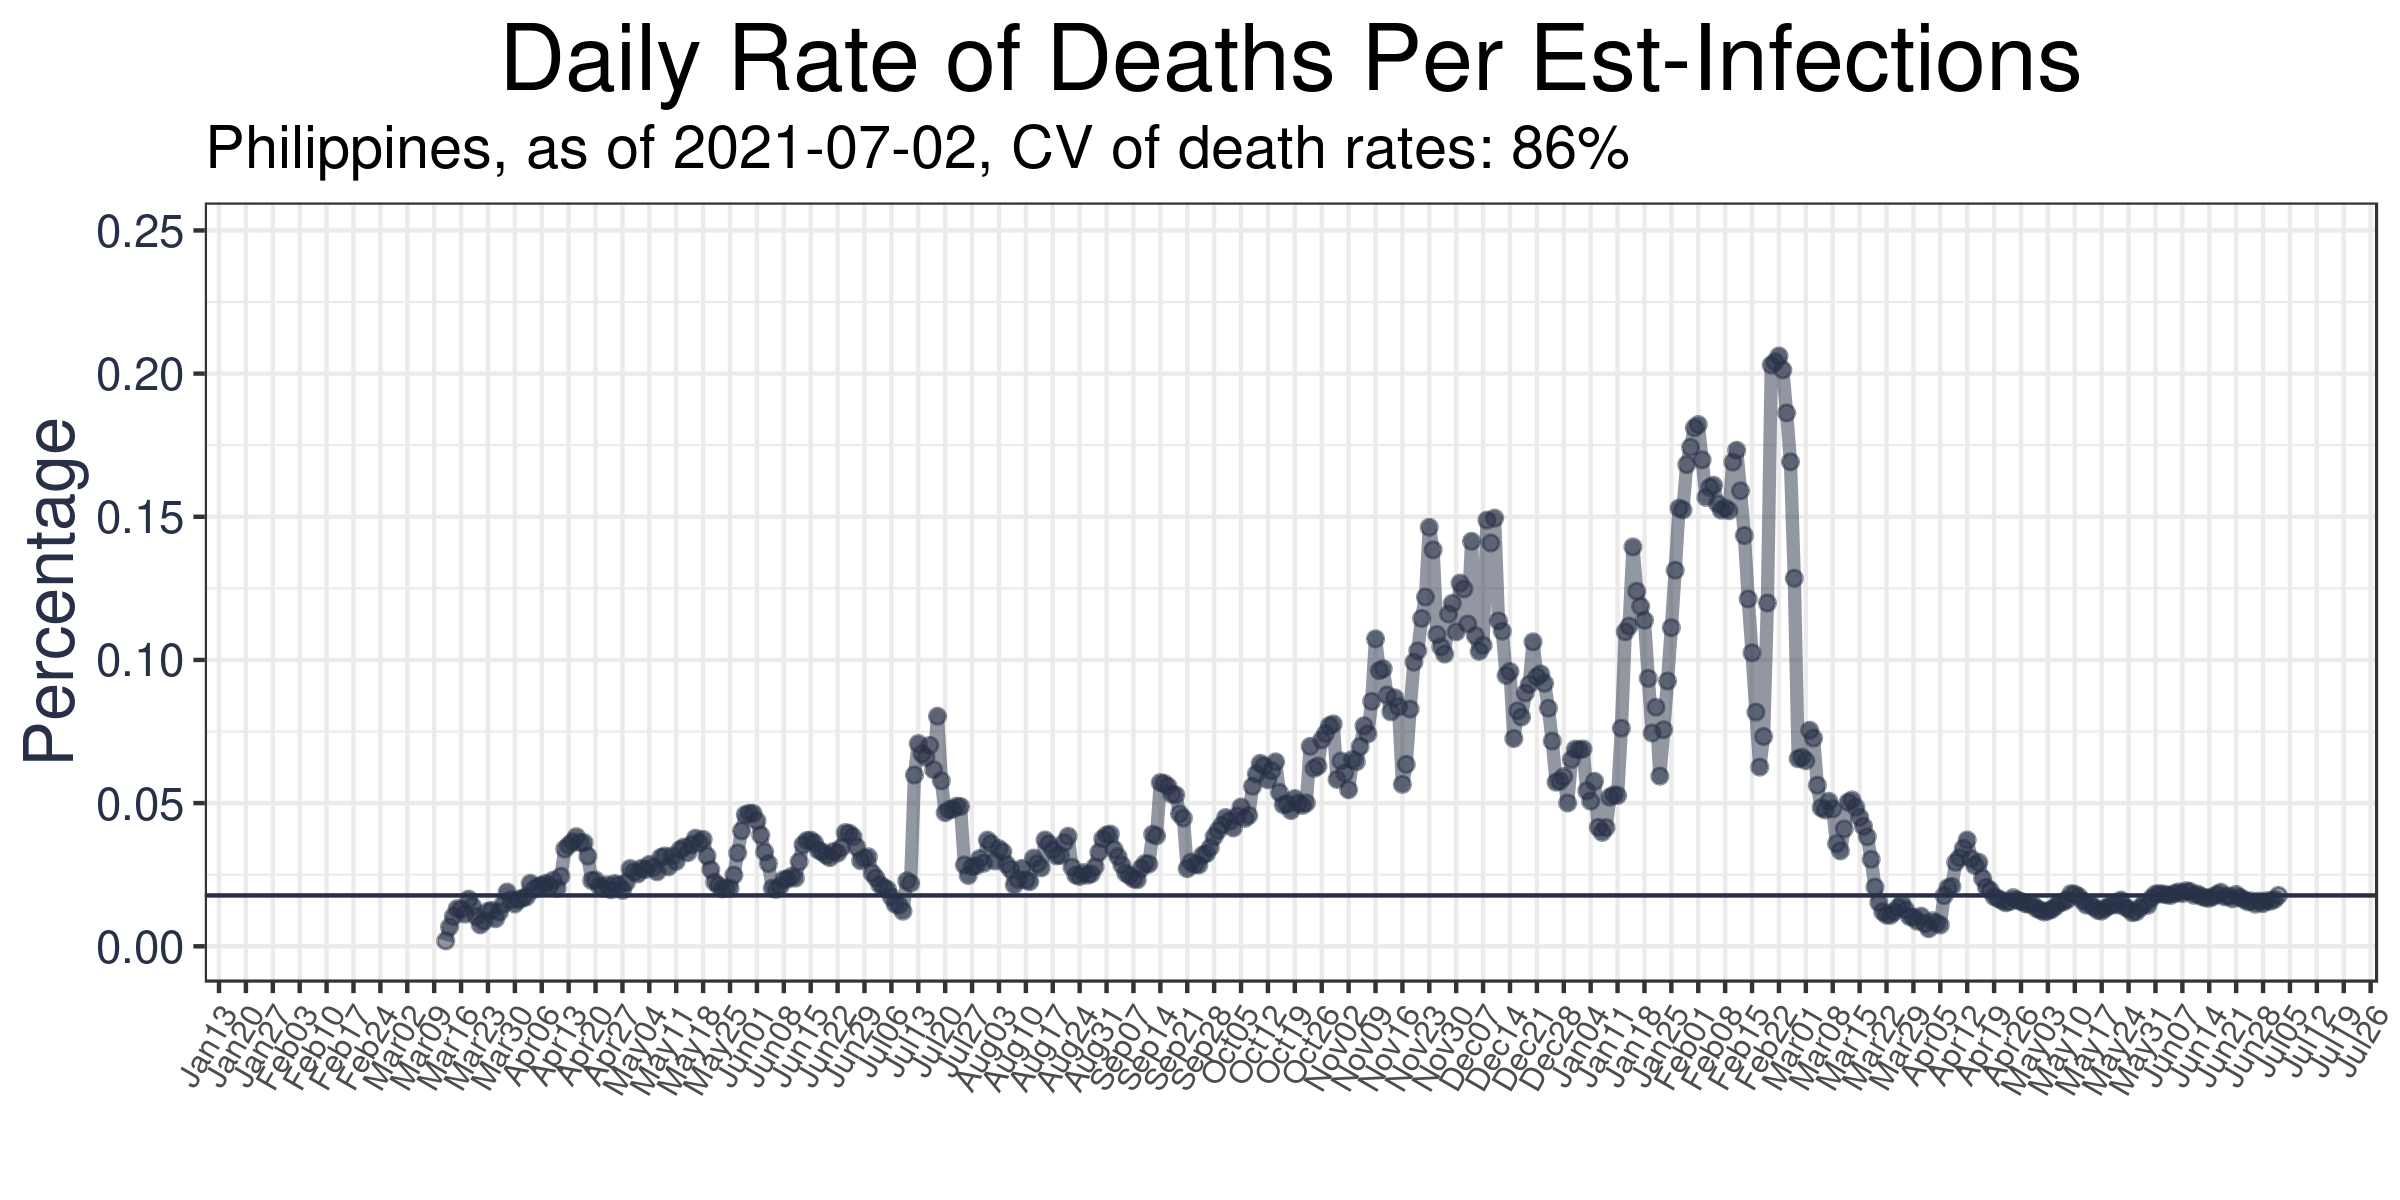 Daily Rate of Deaths Per Est-Infections
Philippines, as of 2021-07-02, CV of death rates: 86%
Percentage
0.25
0.20
0.15
0.10
0.05
0.00
Jan13 Jan20 Jan27 Feb03 Feb10 Feb17 Feb24 Mar02 Mar09 Mar16 Mar23 Mar30 Apr06 Apr13 Apr20 Apr27 May04 May11 May18 May25 Jun01 Jun08 Jun15 Jun22 Jun29 Jul06 Jul13 Jul20 Jul27 Aug03 Aug10 Aug17 Aug24 Aug31 Sep07 Sep14 Sep21 Sep28 Oct05 Oct12 Oct19 Oct26 Nov02 Nov09 Nov16 Nov23 Nov30 Dec07 Dec14 Dec21 Dec28 Jan04 Jan11 Jan18 Jan25 Feb01 Feb08 Feb15 Feb22 Mar01 Mar08 Mar15 Mar22 Mar29 Apr05 Apr12 Apr19 Apr26 May03 May10 May17 May24 May31 Jun07 Jun14 Jun21 Jun28 Jul05 Jul12 Jul19 Jul26